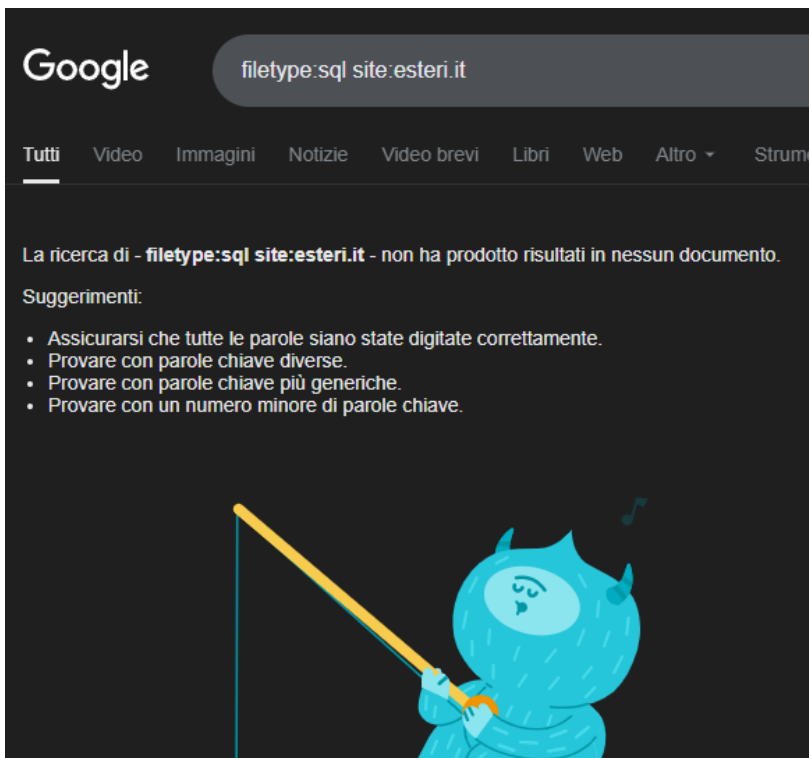 Google
filetype:sql site:esteri.it
Tutti Video Immagini Notizie Video brevi Libri Web Altro
La ricerca di - filetype:sql site:esteri.it - non ha prodotto risultati in nessun documento.
Suggerimenti:
• Assicurarsi che tutte le parole siano state digitate correttamente.
• Provare con parole chiave diverse.
• Provare con parole chiave più generiche.
• Provare con un numero minore di parole chiave.